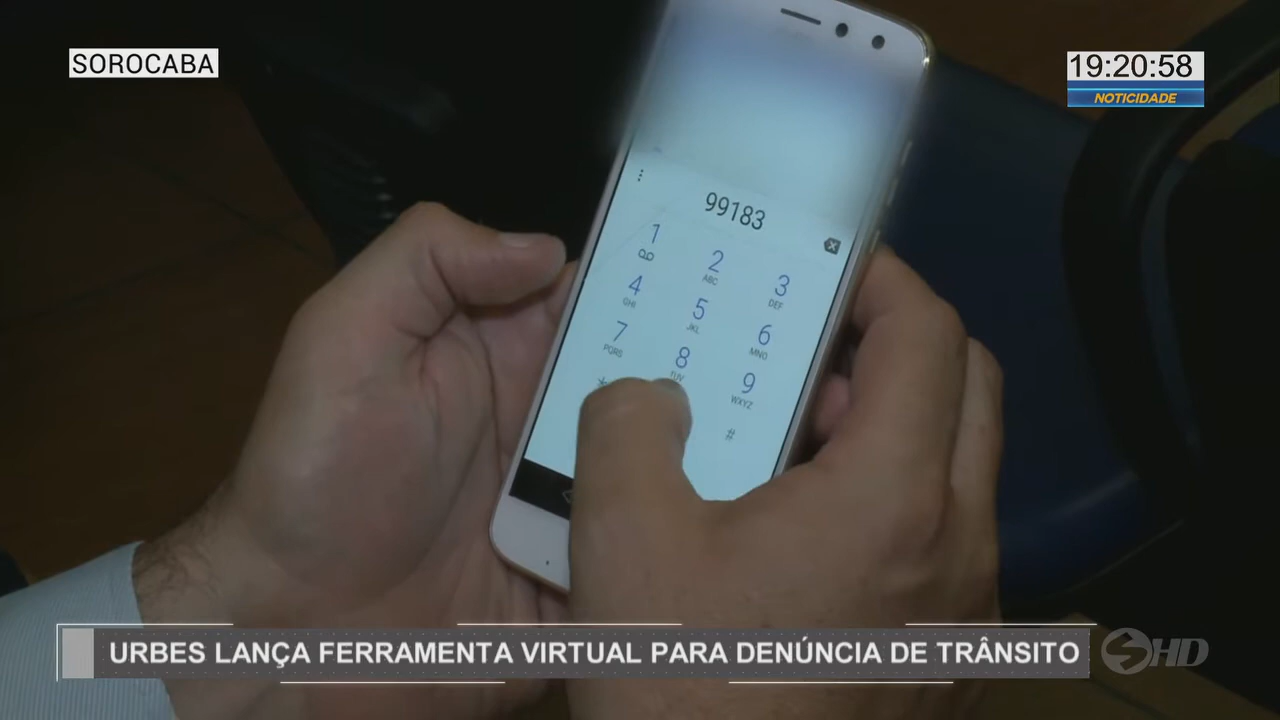 SOROCABA
19:20:58
NOTICIDADE
99183
1
2
ABC
3
DEF
4
GHI
5
JKL
6
MNO
7
PQRS
8
TUV
9
WXYZ
*
#
URBES LANÇA FERRAMENTA VIRTUAL PARA DENÚNCIA DE TRÂNSITO
SHD